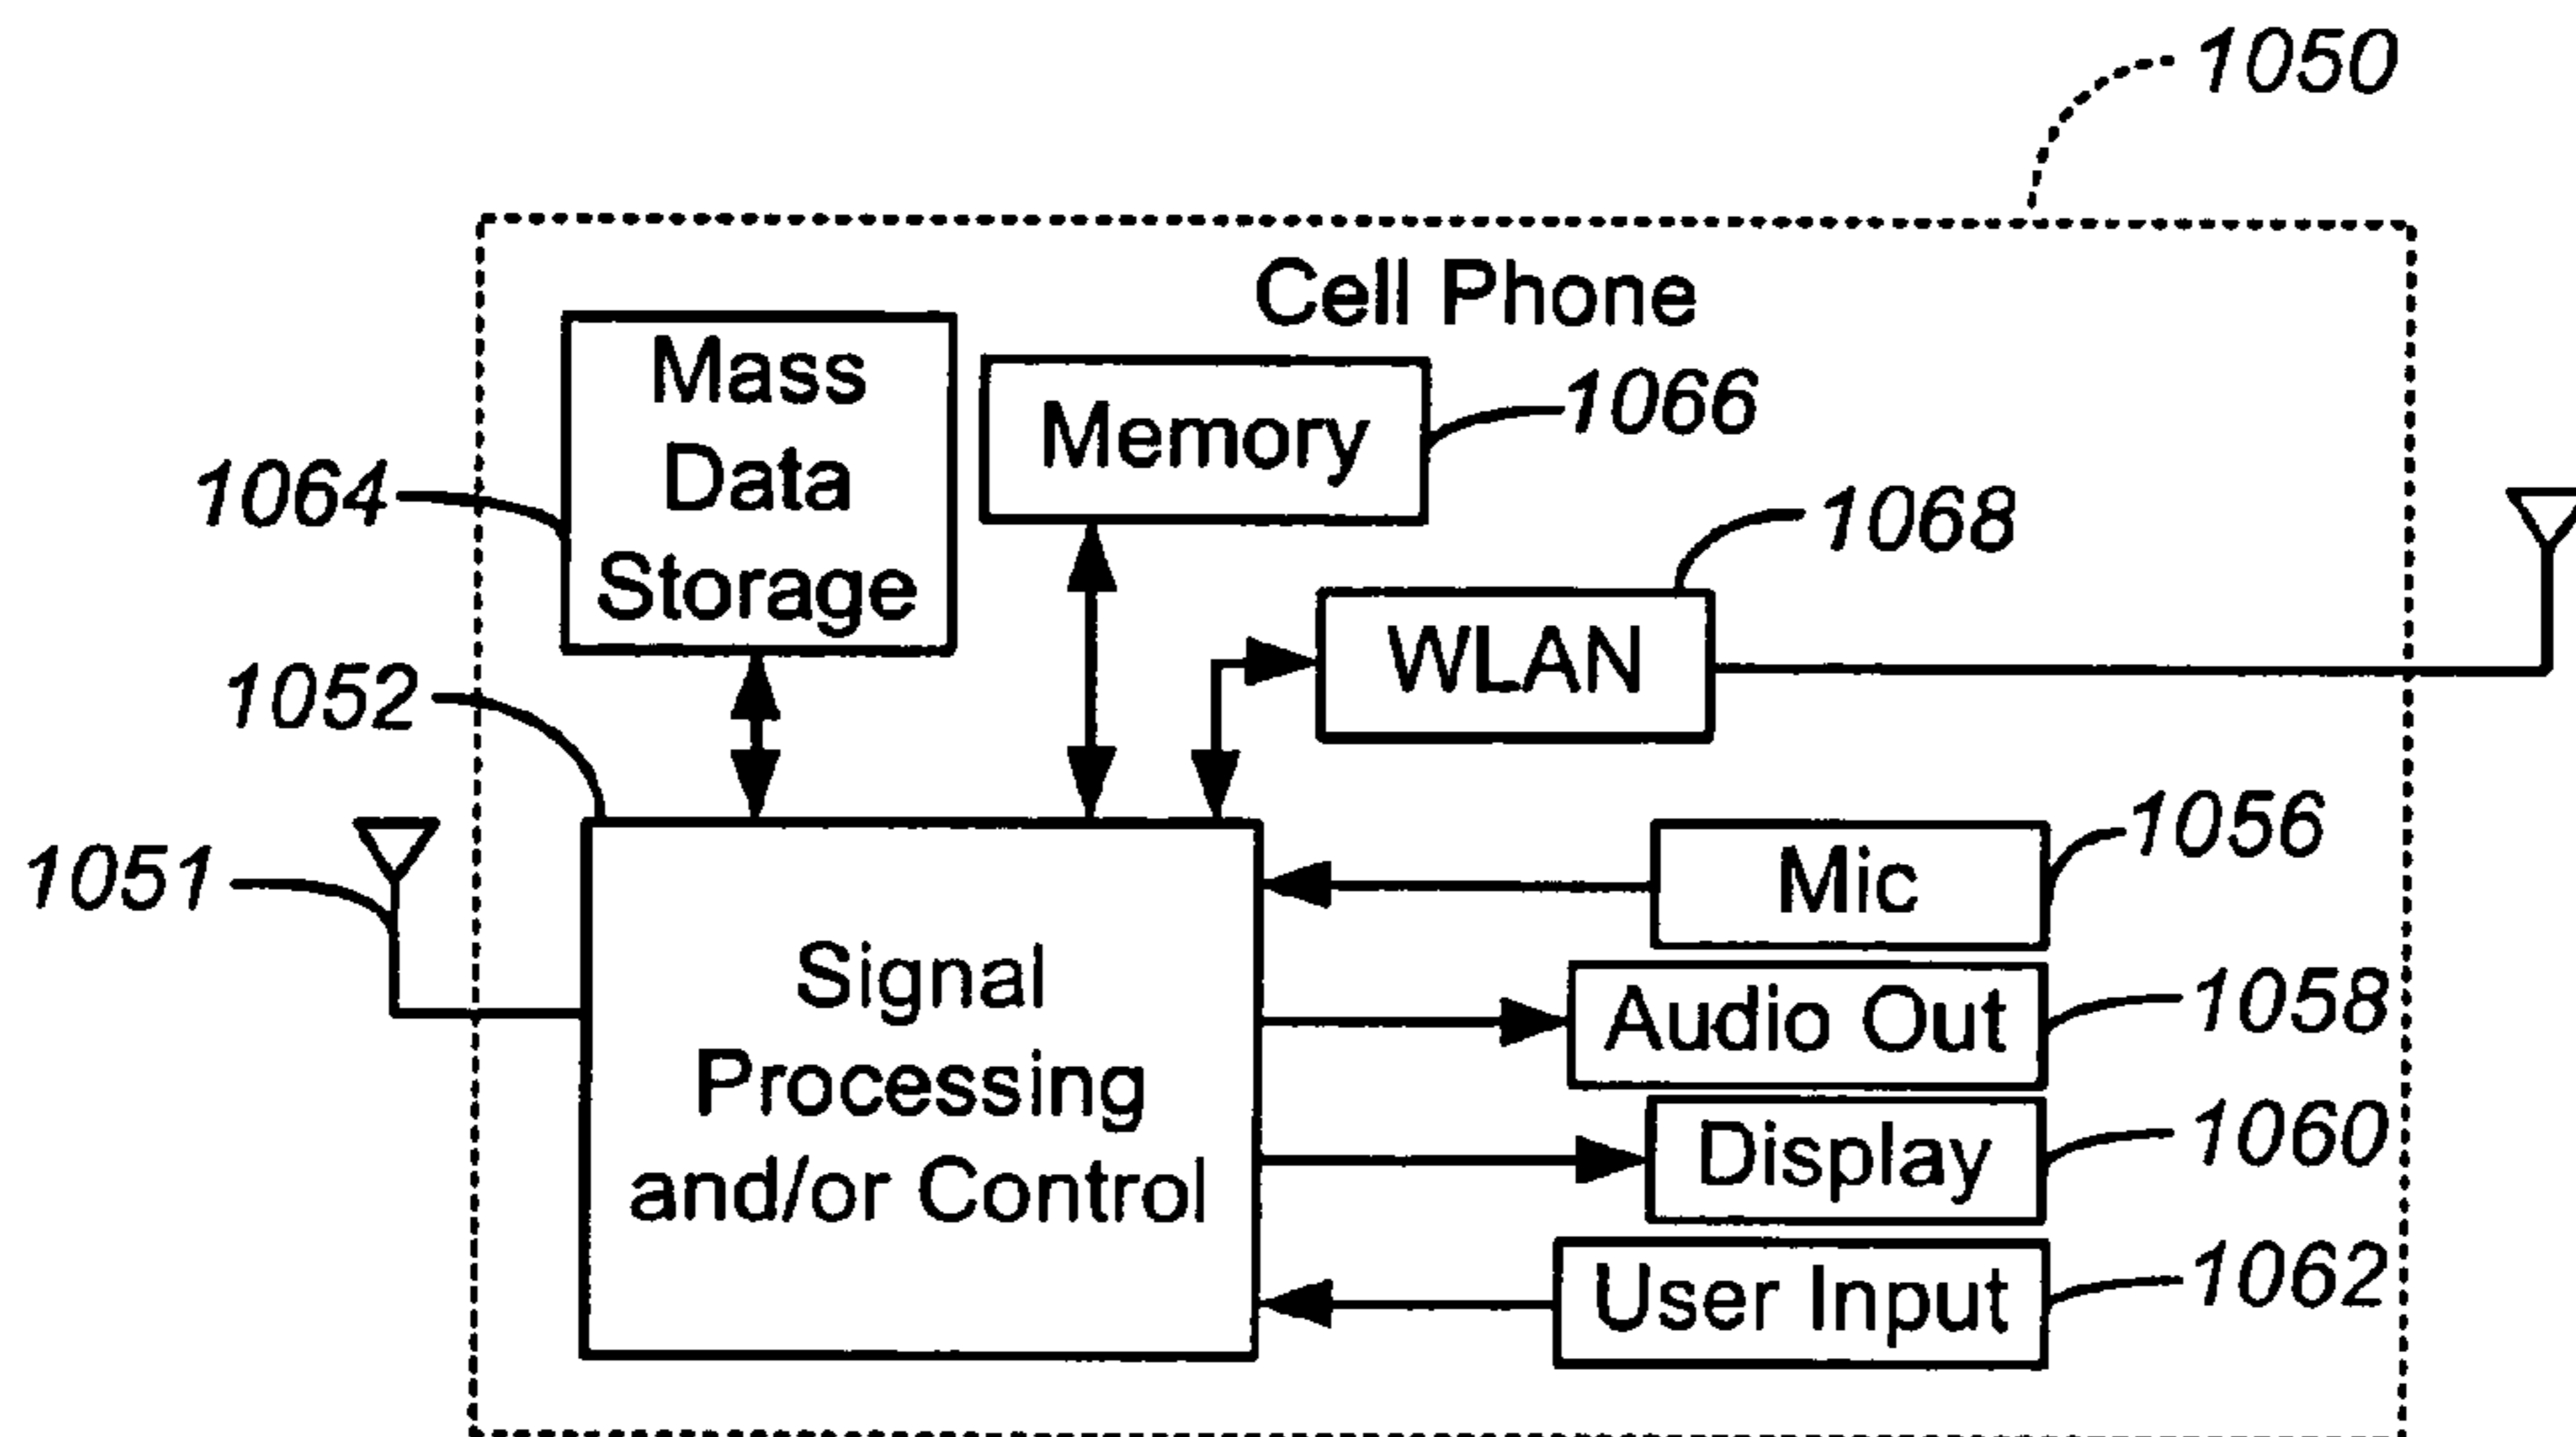 1050
Cell Phone
Mass
Data
Storage
Memory
1066
1064
1068
WLAN
1052
1051
Mic
1056
Signal
Processing
and/or Control
Audio Out
1058
Display
1060
User Input
1062